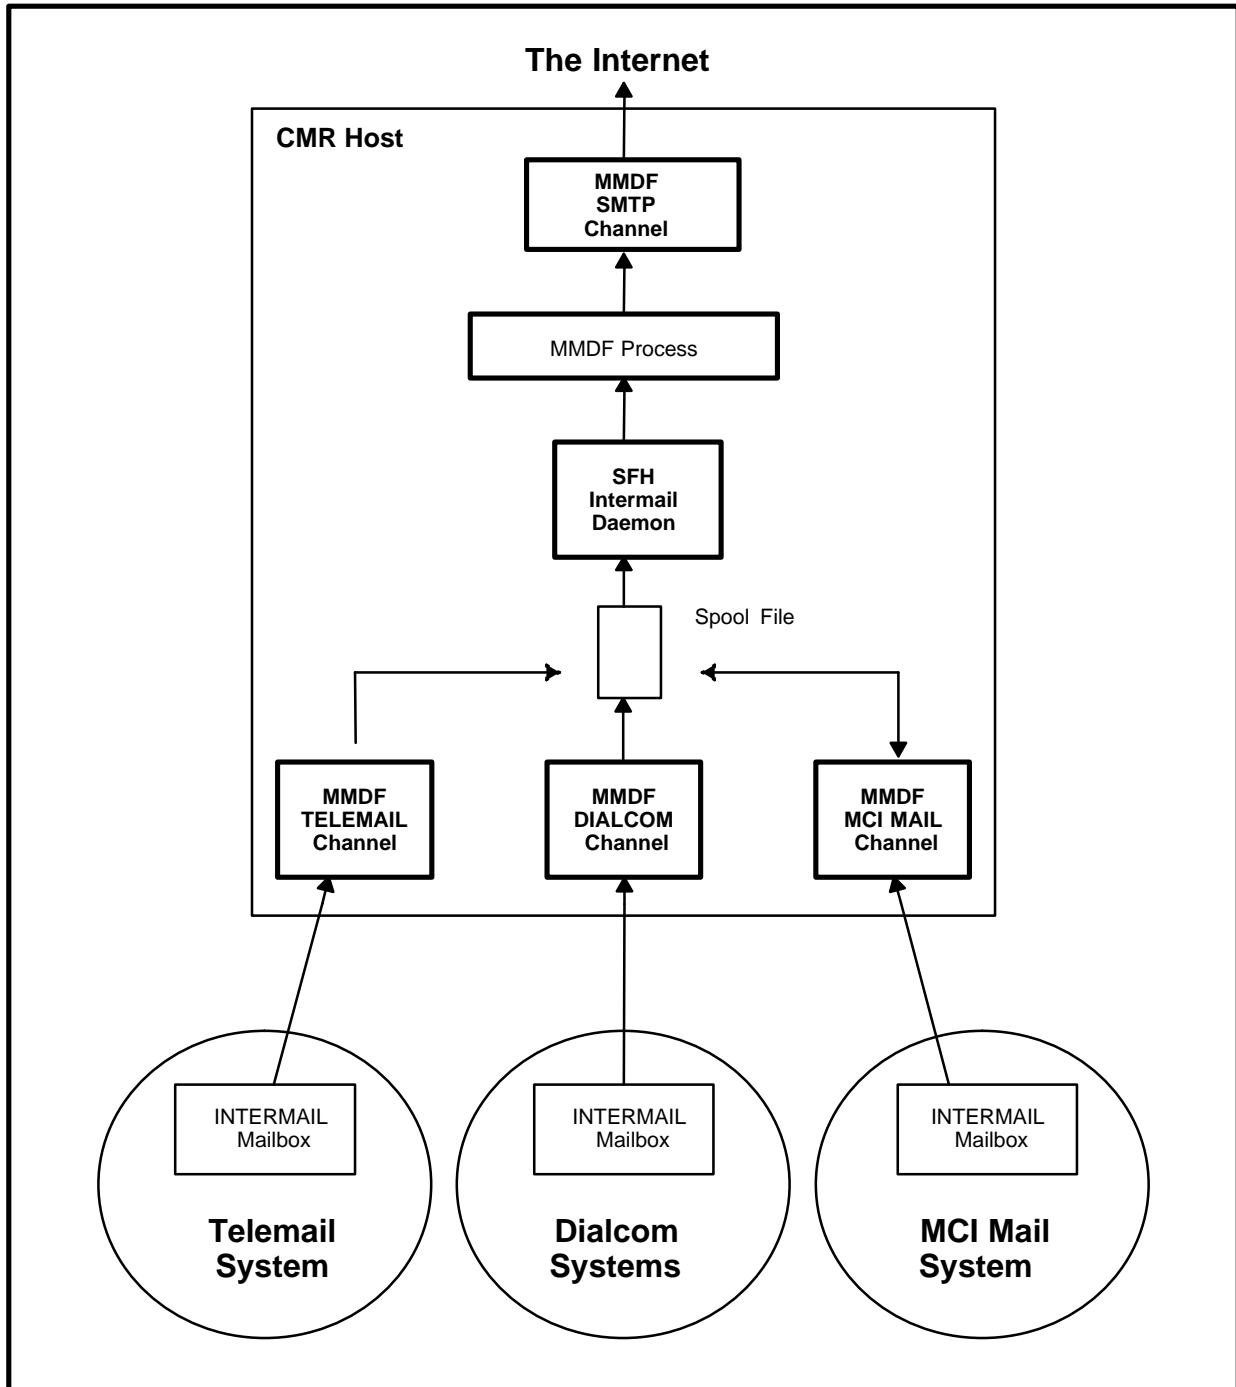 The Internet
CMR Host
MMDF
SMTP
Channel
MMDF Process
SFH
Intermail
Daemon
Spool File
MMDF
TELEMAIL
Channel
MMDF
DIALCOM
Channel
MMDF
MCI MAIL
Channel
INTERMAIL
Mailbox
INTERMAIL
Mailbox
INTERMAIL
Mailbox
Telemail
System
Dialcom
Systems
MCI Mail
System